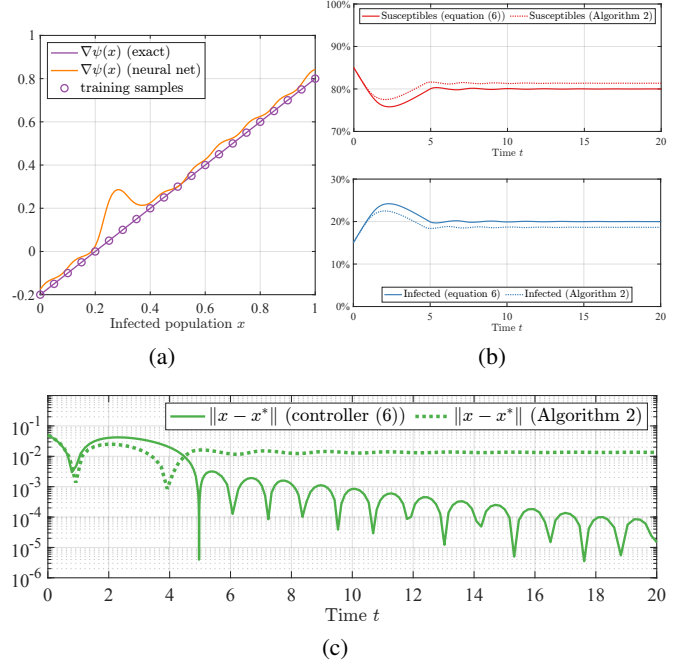 ∇ψ(x) (exact)
∇ψ(x) (neural net)
training samples
0.8
0.6
0.4
0.2
0
-0.2
0 0.2 0.4 0.6 0.8 1
Infected population x
(a)
Susceptibles (equation (6)) Susceptibles (Algorithm 2)
100%
90%
80%
70%
0 5 10 15 20
Time t
30%
20%
10%
0%
Infected (equation 6) Infected (Algorithm 2)
0 5 10 15 20
Time t
(b)
‖x − x*‖ (controller (6)) ‖x − x*‖ (Algorithm 2)
10^-1
10^-2
10^-3
10^-4
10^-5
10^-6
0 2 4 6 8 10 12 14 16 18 20
Time t
(c)